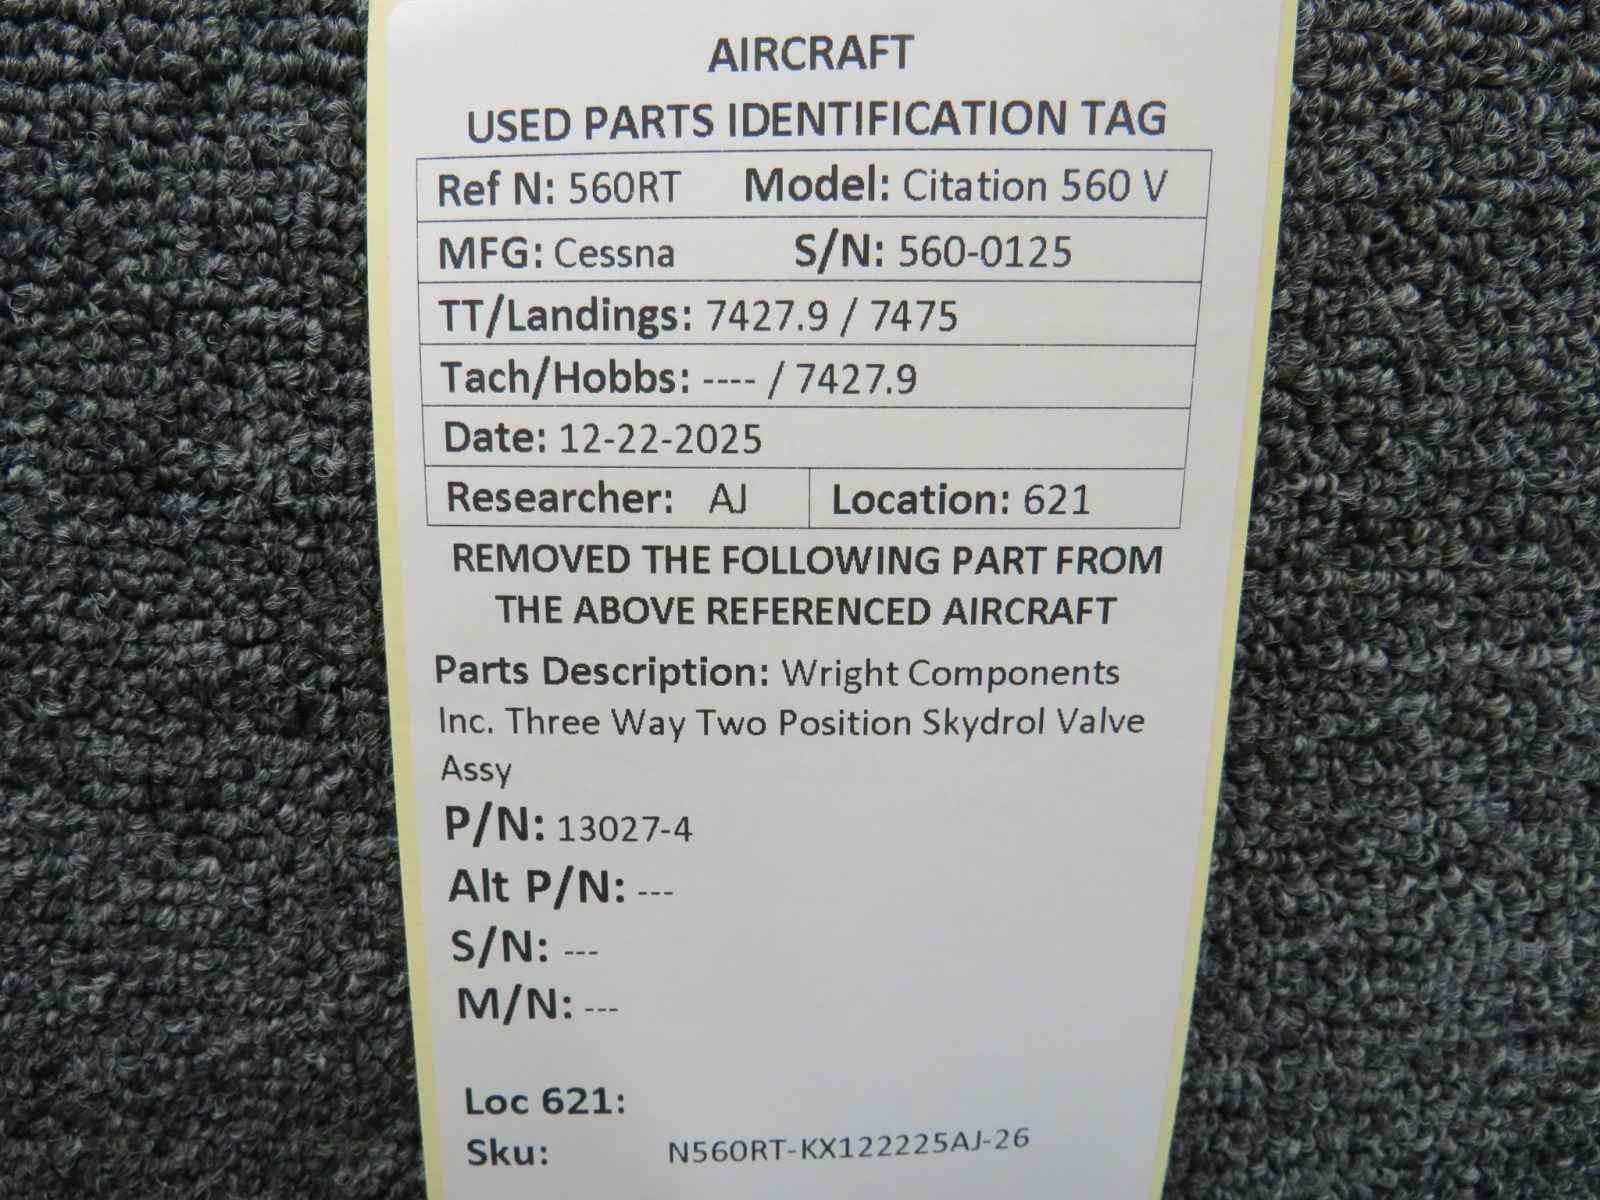 AIRCRAFT
USED PARTS IDENTIFICATION TAG
Ref N: 560RT Model: Citation 560 V
MFG: Cessna S/N: 560-0125
TT/Landings: 7427.9 / 7475
Tach/Hobbs: ---- / 7427.9
Date: 12-22-2025
Researcher: AJ Location: 621
REMOVED THE FOLLOWING PART FROM
THE ABOVE REFERENCED AIRCRAFT
Parts Description: Wright Components
Inc. Three Way Two Position Skydrol Valve
Assy
P/N: 13027-4
Alt P/N: ---
S/N: ---
M/N: ---
Loc 621:
Sku: N560RT-KX122225AJ-26